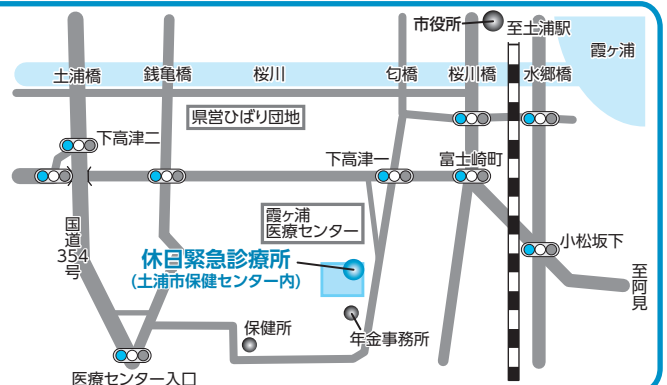 市役所
至土浦駅
霞ヶ浦
土浦橋
銭亀橋
桜川
匂橋
桜川橋
水郷橋
県営ひばり団地
下高津二
下高津一
富士崎町
霞ヶ浦
医療センター
国道354号
小松坂下
休日緊急診療所
(土浦市保健センター内)
至阿見
保健所
年金事務所
医療センター入口